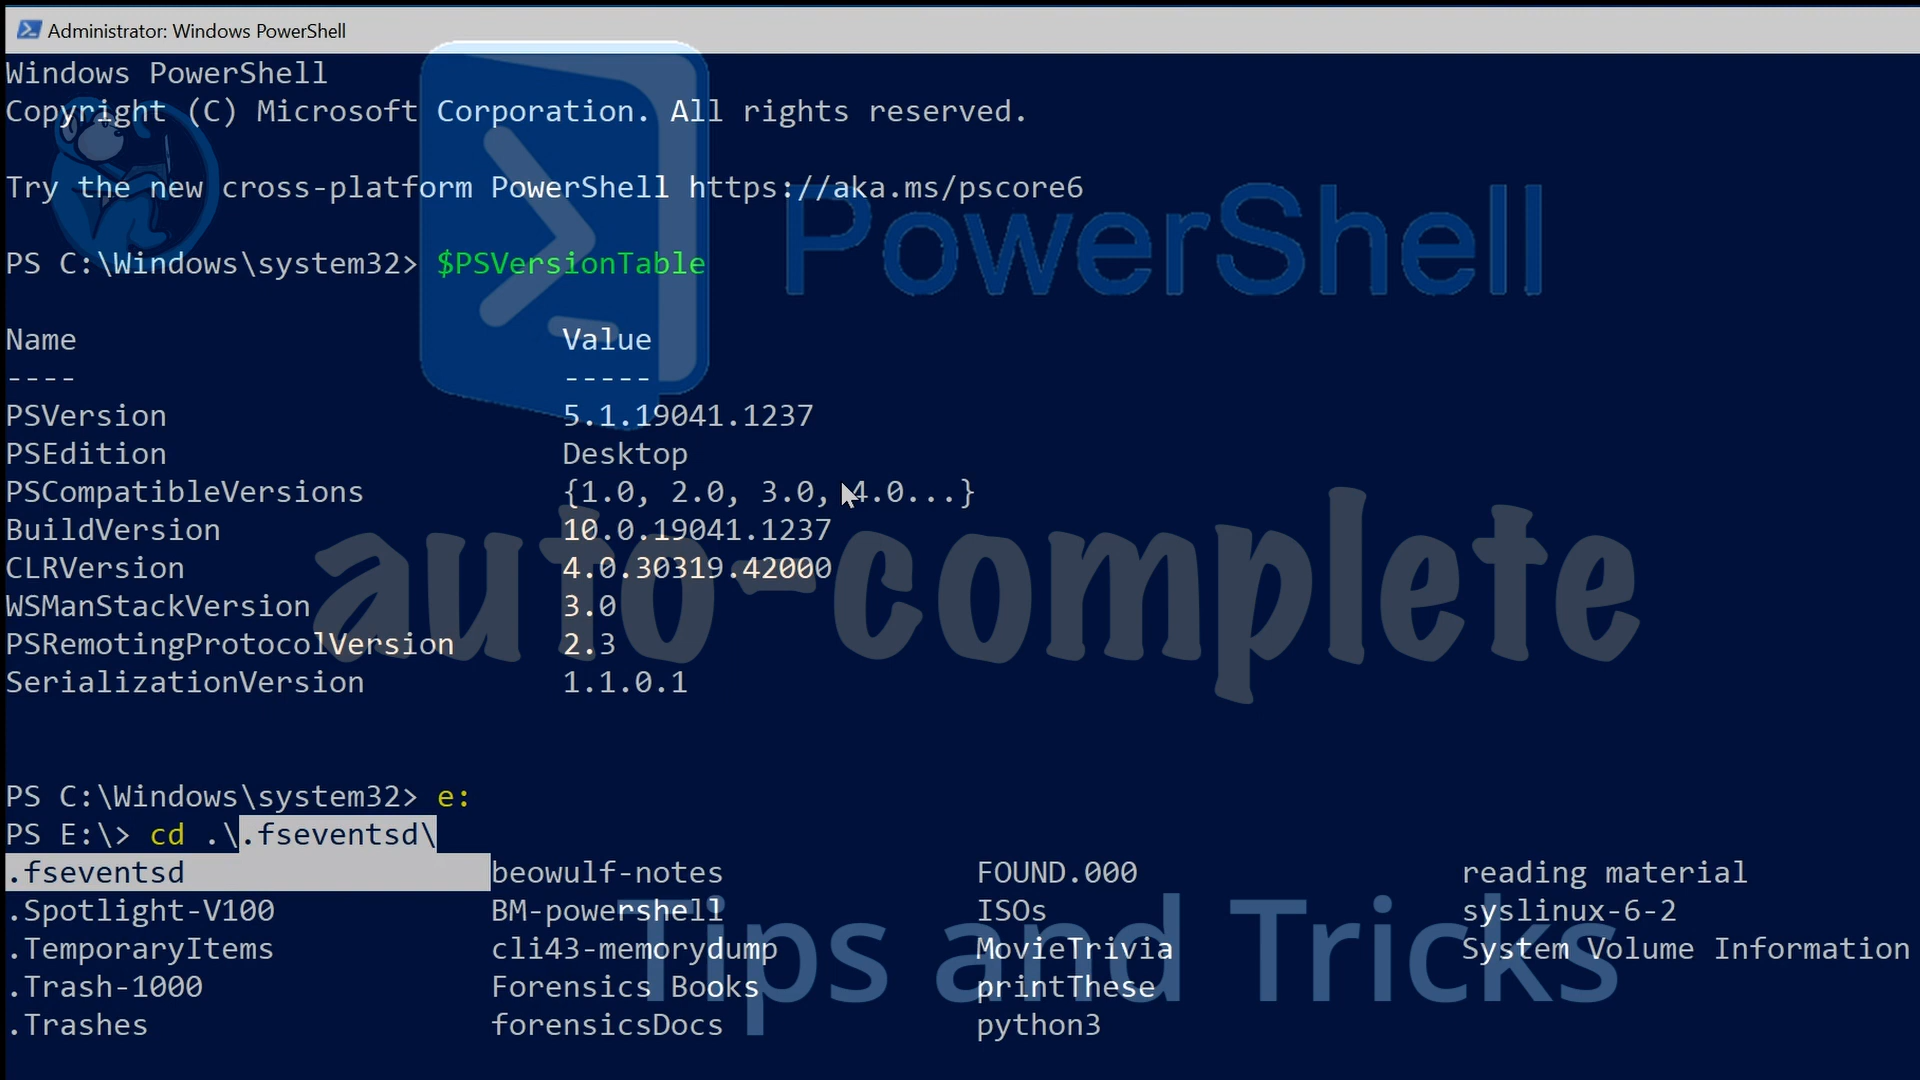 Administrator: Windows PowerShell
Windows PowerShell
Copyright (C) Microsoft Corporation. All rights reserved.
Try the new cross-platform PowerShell https://aka.ms/pscore6
PowerShell
PS C:\Windows\system32> $PSVersionTable
Name Value
---- -----
PSVersion 5.1.19041.1237
PSEdition Desktop
PSCompatibleVersions {1.0, 2.0, 3.0, 4.0...}
BuildVersion 10.0.19041.1237
CLRVersion 4.0.30319.42000
auto-complete
WSManStackVersion 3.0
PSRemotingProtocolVersion 2.3
SerializationVersion 1.1.0.1
PS C:\Windows\system32> e:
PS E:\> cd .\.fseventsd\
.fseventsd beowulf-notes FOUND.000 reading material
.Spotlight-V100 BM-powershell ISOs syslinux-6-2
.TemporaryItems cli43-memorydump MovieTrivia System Volume Information
Tips and Tricks
.Trash-1000 Forensics Books printThese
.Trashes forensicsDocs python3